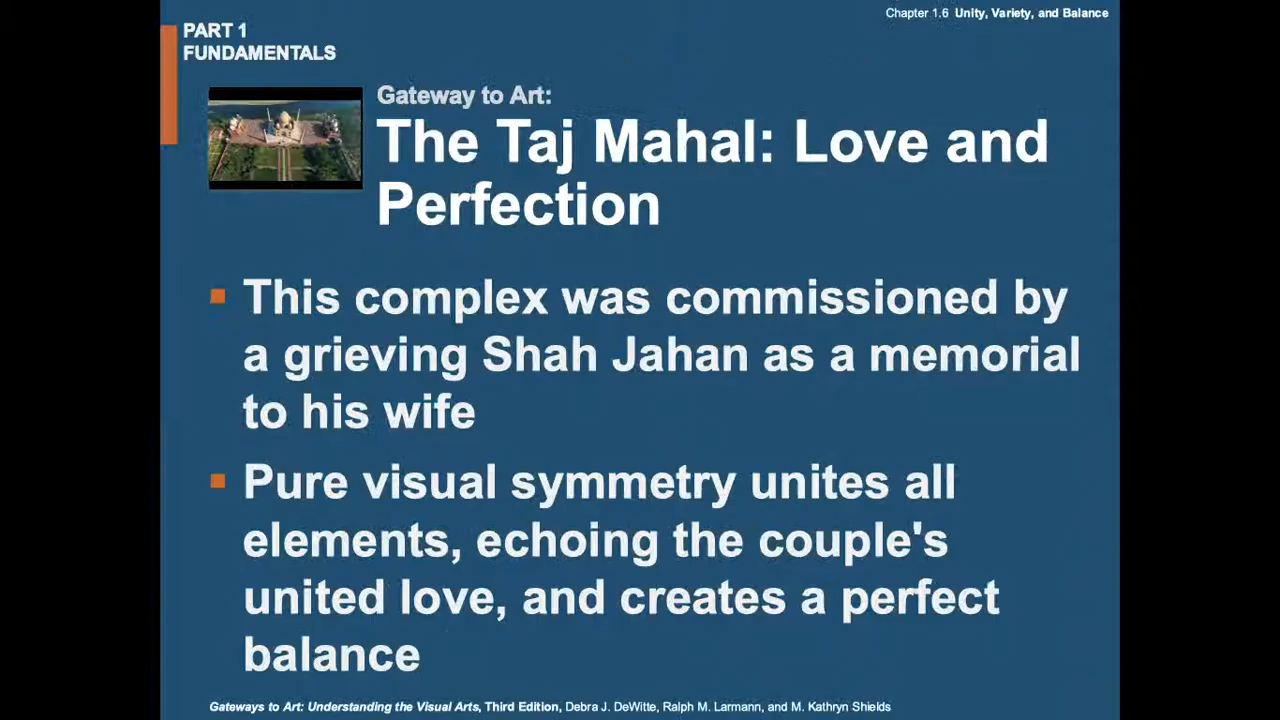 Chapter 1.6 Unity, Variety, and Balance
PART 1
FUNDAMENTALS
Gateway to Art:
The Taj Mahal: Love and
Perfection
This complex was commissioned by
a grieving Shah Jahan as a memorial
to his wife
Pure visual symmetry unites all
elements, echoing the couple's
united love, and creates a perfect
balance
Gateways to Art: Understanding the Visual Arts, Third Edition, Debra J. DeWitte, Ralph M. Larmann, and M. Kathryn Shields